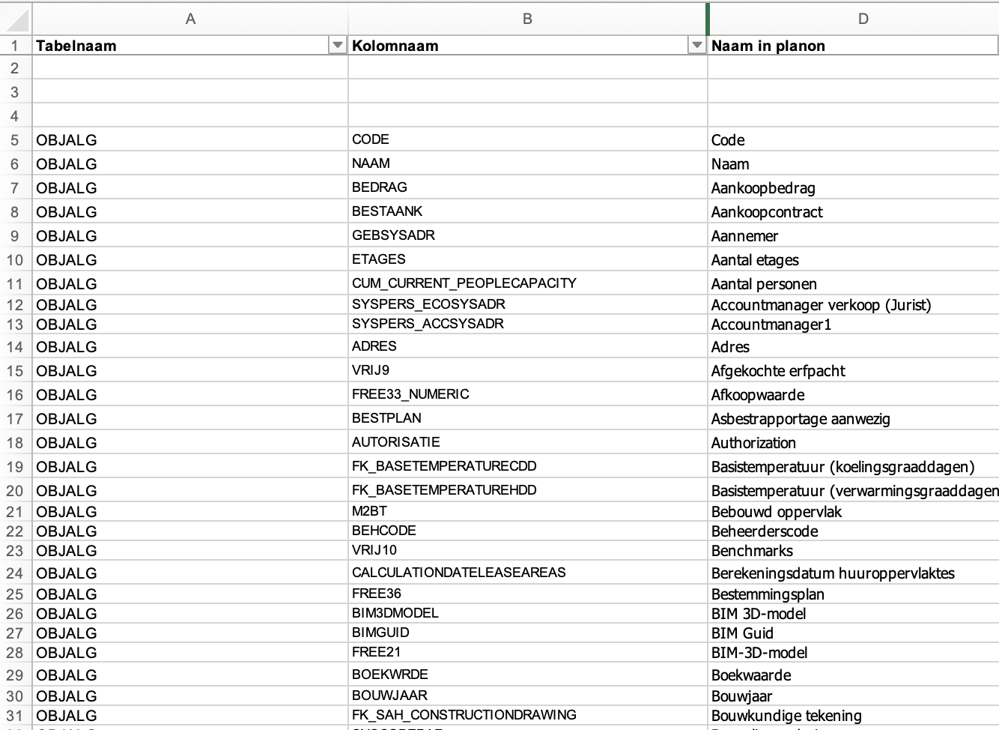 A B D
1 Tabelnaam Kolomnaam Naam in planon
2
3
4
5 OBJALG CODE Code
6 OBJALG NAAM Naam
7 OBJALG BEDRAG Aankoopbedrag
8 OBJALG BESTAANK Aankoopcontract
9 OBJALG GEBSYSADR Aannemer
10 OBJALG ETAGES Aantal etages
11 OBJALG CUM_CURRENT_PEOPLECAPACITY Aantal personen
12 OBJALG SYSPERS_ECOSYSADR Accountmanager verkoop (Jurist)
13 OBJALG SYSPERS_ACCSYSADR Accountmanager1
14 OBJALG ADRES Adres
15 OBJALG VRIJ9 Afgekochte erfpacht
16 OBJALG FREE33_NUMERIC Afkoopwaarde
17 OBJALG BESTPLAN Asbestrapportage aanwezig
18 OBJALG AUTORISATIE Authorization
19 OBJALG FK_BASETEMPERATURECDD Basistemperatuur (koelingsgraaddagen)
20 OBJALG FK_BASETEMPERATUREHDD Basistemperatuur (verwarmingsgraaddagen
21 OBJALG M2BT Bebouwd oppervlak
22 OBJALG BEHCODE Beheerderscode
23 OBJALG VRIJ10 Benchmarks
24 OBJALG CALCULATIONDATELEASEAREAS Berekeningsdatum huuroppervlaktes
25 OBJALG FREE36 Bestemmingsplan
26 OBJALG BIM3DMODEL BIM 3D-model
27 OBJALG BIMGUID BIM Guid
28 OBJALG FREE21 BIM-3D-model
29 OBJALG BOEKWRDE Boekwaarde
30 OBJALG BOUWJAAR Bouwjaar
31 OBJALG FK_SAH_CONSTRUCTIONDRAWING Bouwkundige tekening